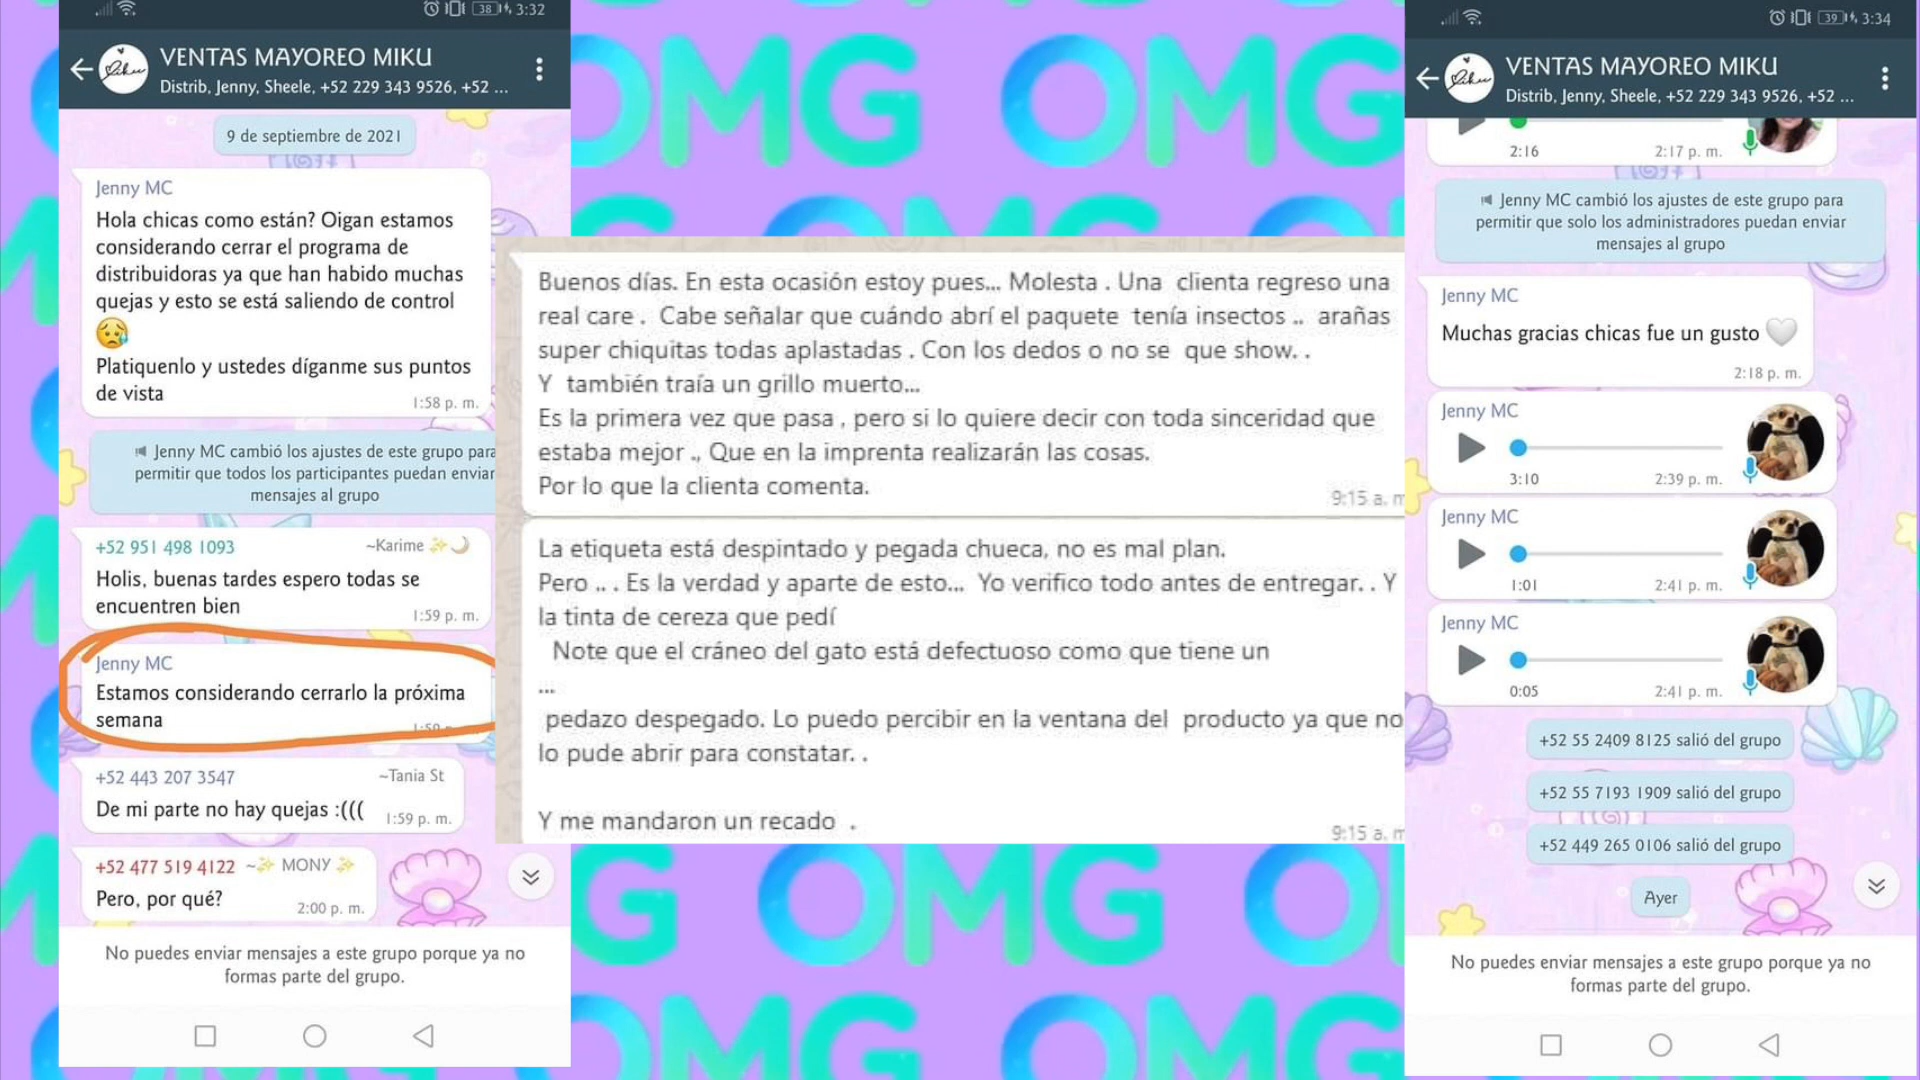 3:32
38
VENTAS MAYOREO MIKU
Distrib, Jenny, Sheele, +52 229 343 9526, +52 ...
9 de septiembre de 2021
Jenny MC
Hola chicas como están? Oigan estamos
considerando cerrar el programa de
distribuidoras ya que han habido muchas
quejas y esto se está saliendo de control
😥
Platiquenlo y ustedes díganme sus puntos
de vista
1:58 p. m.
Jenny MC cambió los ajustes de este grupo para
permitir que todos los participantes puedan enviar
mensajes al grupo
+52 951 498 1093 ~Karime ✨🌙
Holis, buenas tardes espero todas se
encuentren bien
1:59 p. m.
Jenny MC
Estamos considerando cerrarlo la próxima
semana
1:59
+52 443 207 3547 ~Tania St
De mi parte no hay quejas :(((
1:59 p. m.
+52 477 519 4122 ~✨ MONY ✨
Pero, por qué?
2:00 p. m.
No puedes enviar mensajes a este grupo porque ya no
formas parte del grupo.
OMG OMG
Buenos días. En esta ocasión estoy pues... Molesta . Una clienta regreso una
real care . Cabe señalar que cuándo abrí el paquete tenía insectos .. arañas
super chiquitas todas aplastadas . Con los dedos o no se que show. .
Y también traía un grillo muerto...
Es la primera vez que pasa , pero si lo quiere decir con toda sinceridad que
estaba mejor ., Que en la imprenta realizarán las cosas.
Por lo que la clienta comenta.
9:15 a. m
La etiqueta está despintado y pegada chueca, no es mal plan.
Pero .. . Es la verdad y aparte de esto... Yo verifico todo antes de entregar. . Y
la tinta de cereza que pedí
Note que el cráneo del gato está defectuoso como que tiene un
...
pedazo despegado. Lo puedo percibir en la ventana del producto ya que no
lo pude abrir para constatar. .
Y me mandaron un recado .
9:15 a. m
G OMG O
OMG OMG
39
3:34
VENTAS MAYOREO MIKU
Distrib, Jenny, Sheele, +52 229 343 9526, +52 ...
2:16
2:17 p. m.
Jenny MC cambió los ajustes de este grupo para
permitir que solo los administradores puedan enviar
mensajes al grupo
Jenny MC
Muchas gracias chicas fue un gusto 🤍
2:18 p. m.
Jenny MC
3:10
2:39 p. m.
Jenny MC
1:01
2:41 p. m.
Jenny MC
0:05
2:41 p. m.
+52 55 2409 8125 salió del grupo
+52 55 7193 1909 salió del grupo
+52 449 265 0106 salió del grupo
Ayer
No puedes enviar mensajes a este grupo porque ya no
formas parte del grupo.